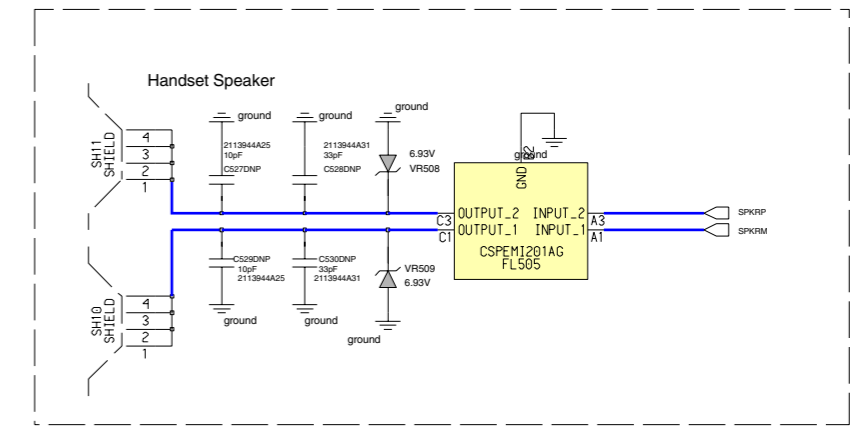 Handset Speaker
ground
ground
ground
2113944A25
10pF
C527DNP
2113944A31
33pF
C528DNP
6.93V
VR508
ground
B2
GND
SH11
SHIELD
4
3
2
1
OUTPUT_2 INPUT_2
OUTPUT_1 INPUT_1
C3
C1
A3
A1
CSPEMI201AG
FL505
SPKRP
SPKRM
C529DNP
10pF
2113944A25
C530DNP
33pF
2113944A31
VR509
6.93V
SH10
SHIELD
4
3
2
1
ground
ground
ground